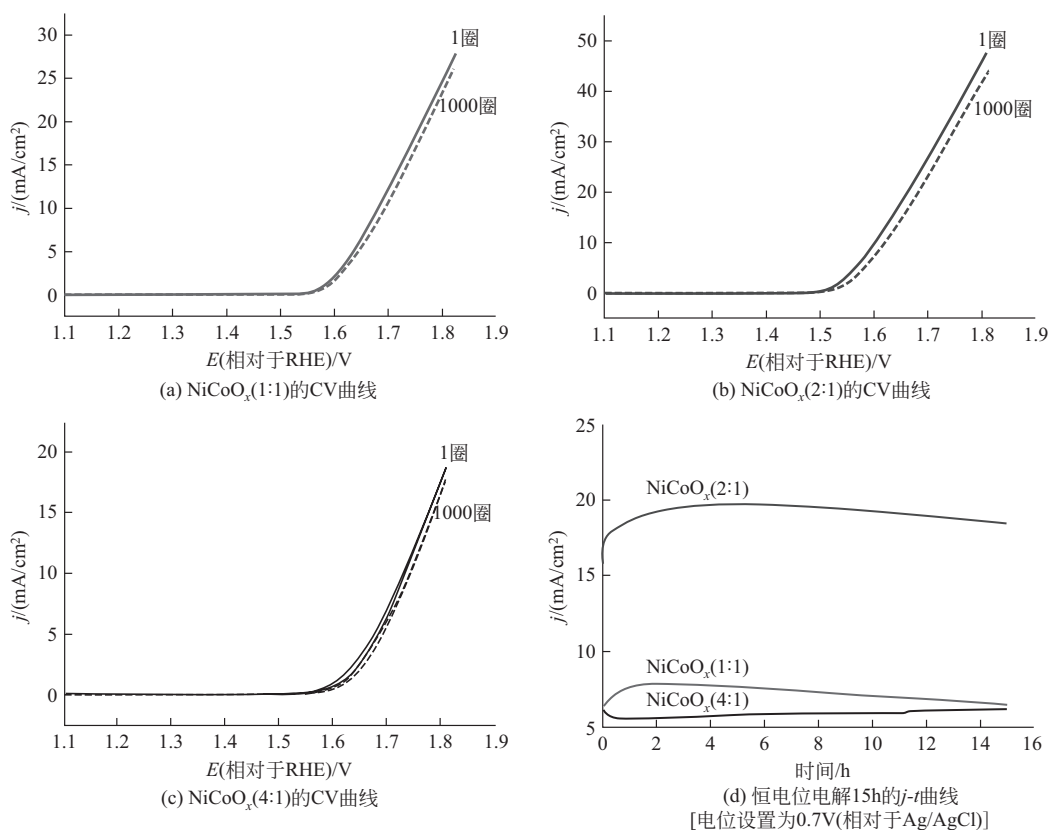 30
25
20
15
10
5
0
j/(mA/cm²)
1圈
1000圈
1.1 1.2 1.3 1.4 1.5 1.6 1.7 1.8 1.9
E(相对于RHE)/V
(a) NiCoOₓ(1∶1)的CV曲线
50
40
30
20
10
0
j/(mA/cm²)
1圈
1000圈
1.1 1.2 1.3 1.4 1.5 1.6 1.7 1.8 1.9
E(相对于RHE)/V
(b) NiCoOₓ(2∶1)的CV曲线
20
15
10
5
0
j/(mA/cm²)
1圈
1000圈
1.1 1.2 1.3 1.4 1.5 1.6 1.7 1.8 1.9
E(相对于RHE)/V
(c) NiCoOₓ(4∶1)的CV曲线
25
20
15
10
5
j/(mA/cm²)
NiCoOₓ(2∶1)
NiCoOₓ(1∶1)
NiCoOₓ(4∶1)
0 2 4 6 8 10 12 14 16
时间/h
(d) 恒电位电解15h的j-t曲线
[电位设置为0.7V(相对于Ag/AgCl)]